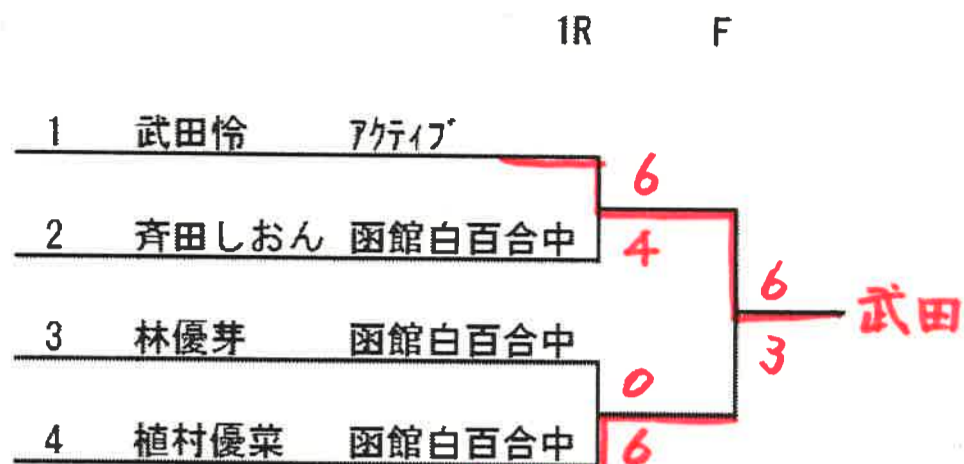 1R F
1 武田怜 アクティブ
6
2 斉田しおん 函館白百合中 4
6 武田
3 林優芽 函館白百合中 3
0
4 植村優菜 函館白百合中 6